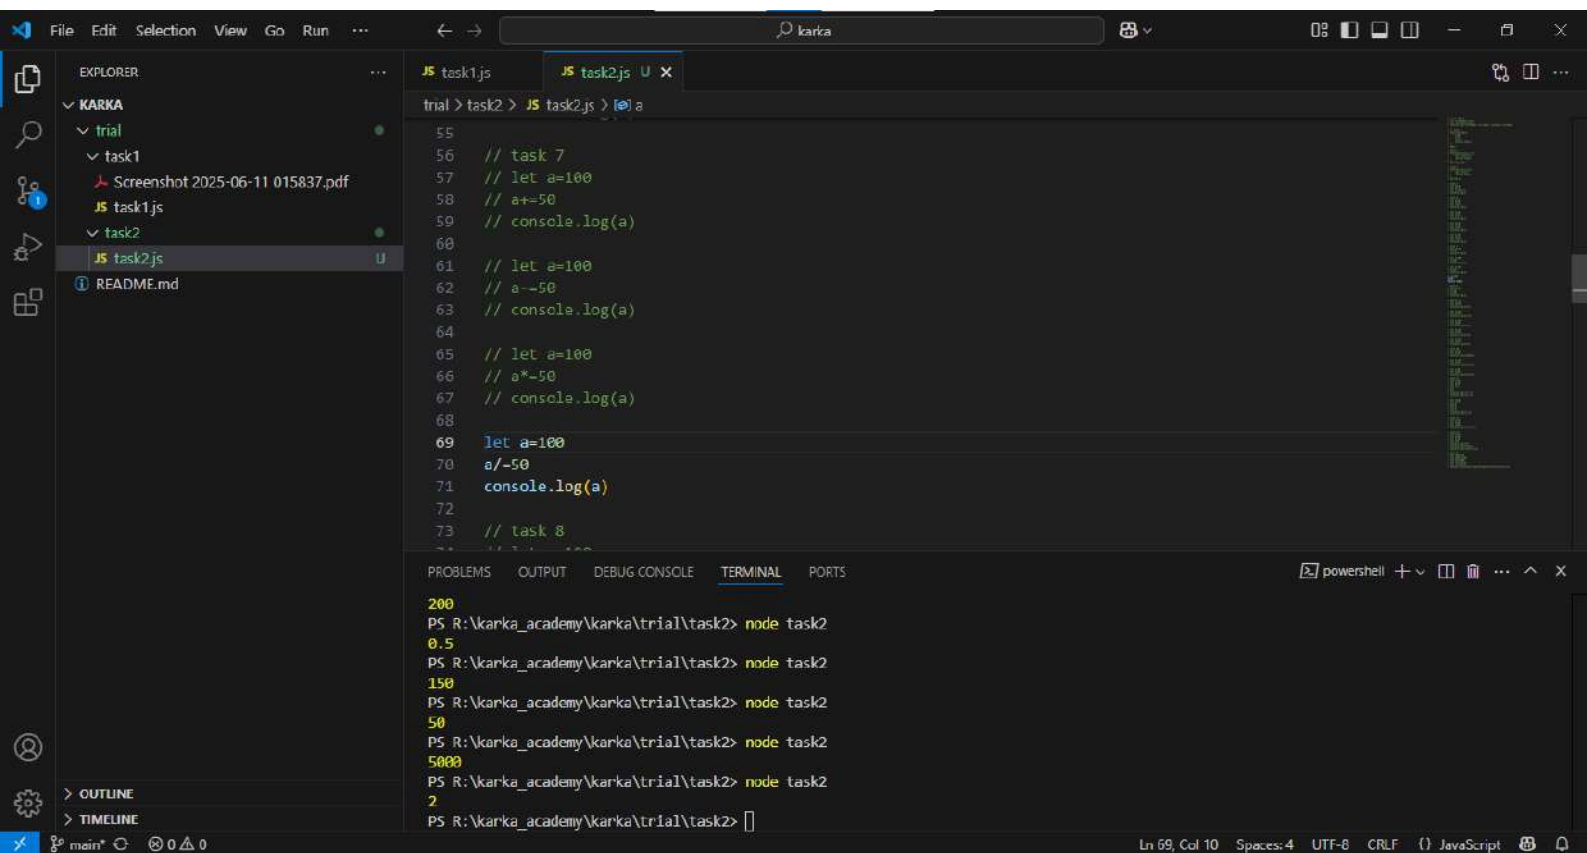 File Edit Selection View Go Run ···
karka
EXPLORER ···
KARKA
trial
task1
Screenshot 2025-06-11 015837.pdf
JS task1.js
task2
JS task2.js U
README.md
OUTLINE
TIMELINE
JS task1.js JS task2.js U
trial > task2 > JS task2.js > a
55
56 // task 7
57 // let a=100
58 // a+=50
59 // console.log(a)
60
61 // let a=100
62 // a-=50
63 // console.log(a)
64
65 // let a=100
66 // a*=50
67 // console.log(a)
68
69 let a=100
70 a/=50
71 console.log(a)
72
73 // task 8
PROBLEMS OUTPUT DEBUG CONSOLE TERMINAL PORTS
powershell
200
PS R:\karka_academy\karka\trial\task2> node task2
0.5
PS R:\karka_academy\karka\trial\task2> node task2
150
PS R:\karka_academy\karka\trial\task2> node task2
50
PS R:\karka_academy\karka\trial\task2> node task2
5000
PS R:\karka_academy\karka\trial\task2> node task2
2
PS R:\karka_academy\karka\trial\task2>
main* 0 0
Ln 69, Col 10 Spaces: 4 UTF-8 CRLF {} JavaScript